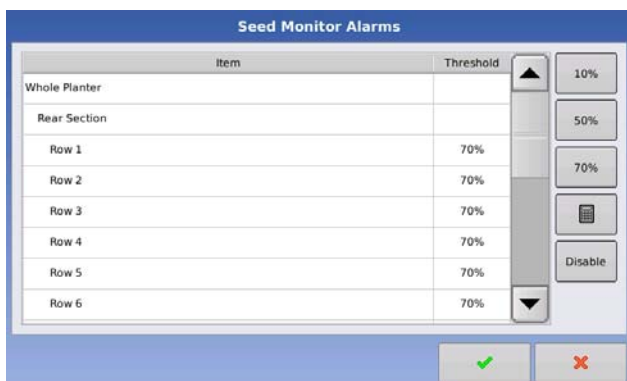 Seed Monitor Alarms
Item Threshold
Whole Planter
Rear Section
Row 1 70%
Row 2 70%
Row 3 70%
Row 4 70%
Row 5 70%
Row 6 70%
10%
50%
70%
Disable